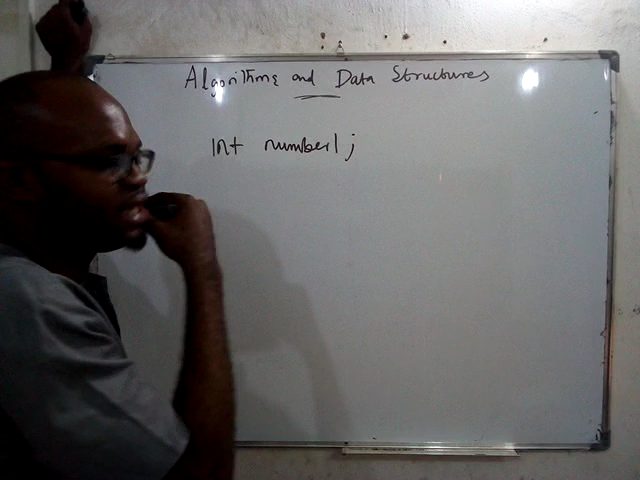 Algorithms and Data Structures
int number1;